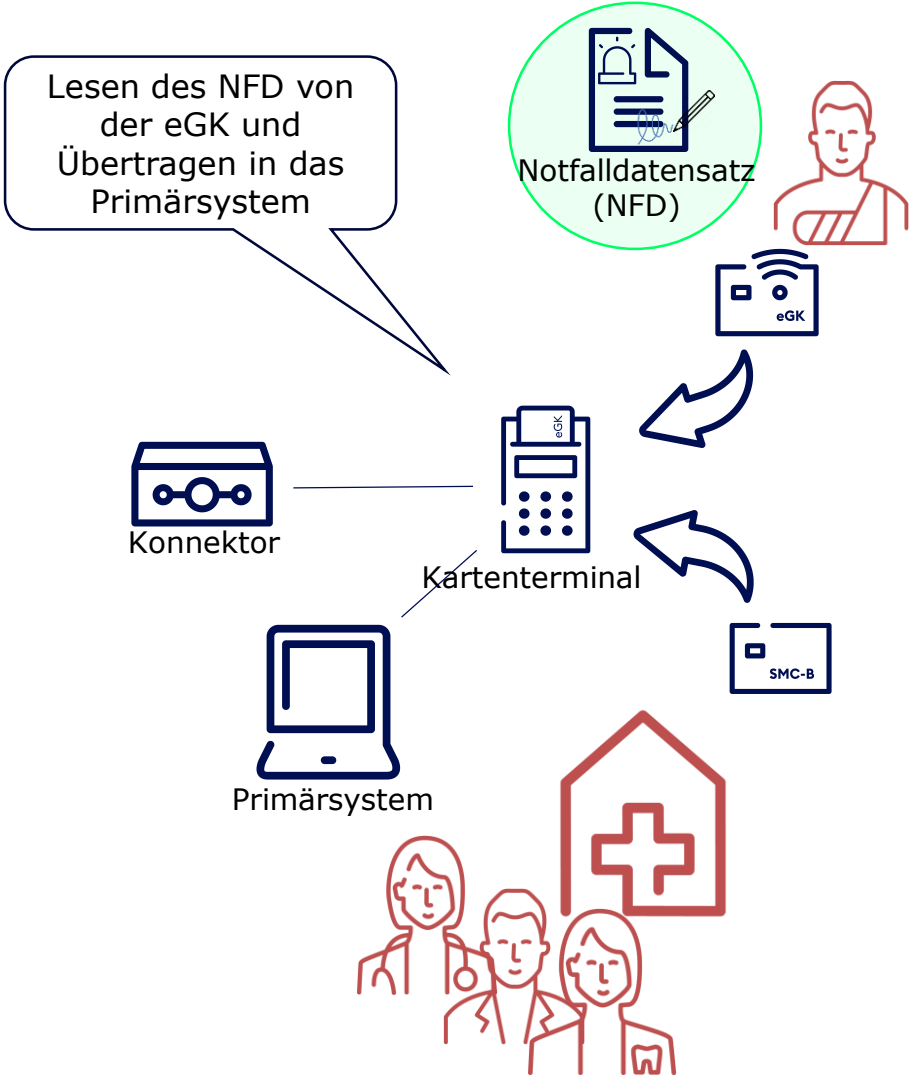 Lesen des NFD von
der eGK und
Übertragen in das
Primärsystem
Notfalldatensatz
(NFD)
eGK
eGK
Konnektor
Kartenterminal
SMC-B
Primärsystem